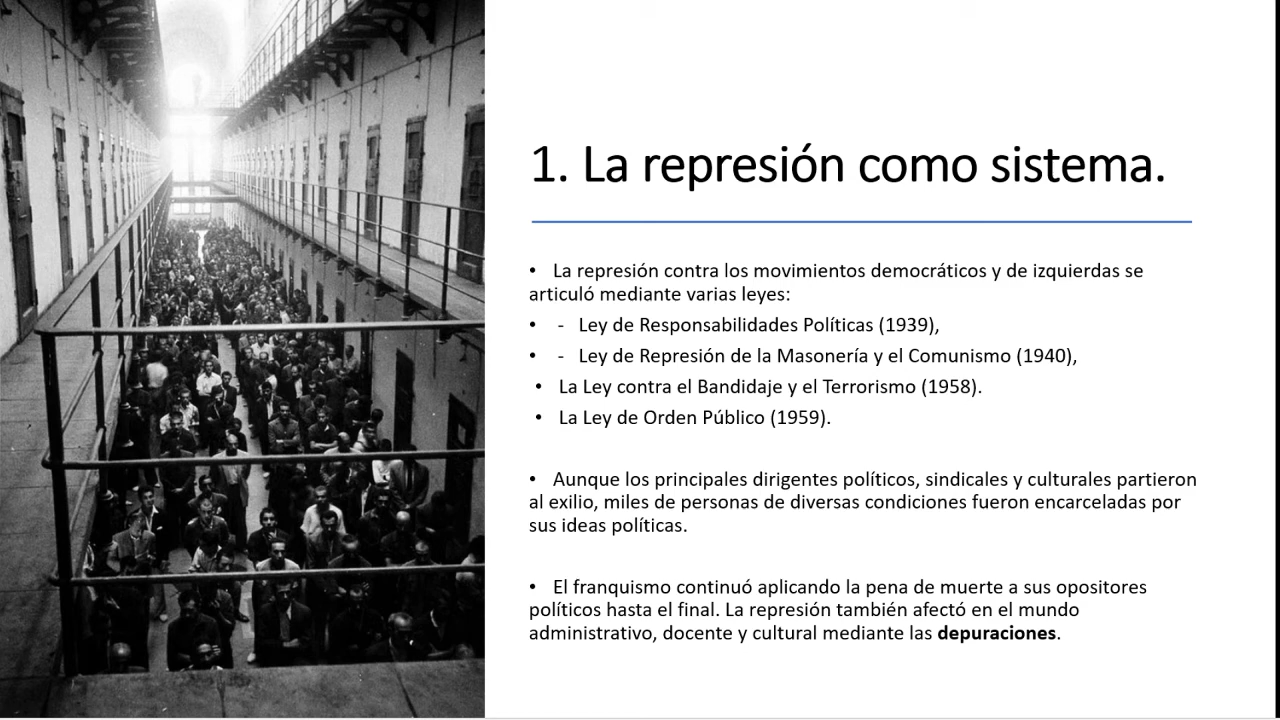 1. La represión como sistema.
• La represión contra los movimientos democráticos y de izquierdas se
articuló mediante varias leyes:
• - Ley de Responsabilidades Políticas (1939),
• - Ley de Represión de la Masonería y el Comunismo (1940),
• La Ley contra el Bandidaje y el Terrorismo (1958).
• La Ley de Orden Público (1959).
• Aunque los principales dirigentes políticos, sindicales y culturales partieron
al exilio, miles de personas de diversas condiciones fueron encarceladas por
sus ideas políticas.
• El franquismo continuó aplicando la pena de muerte a sus opositores
políticos hasta el final. La represión también afectó en el mundo
administrativo, docente y cultural mediante las depuraciones.